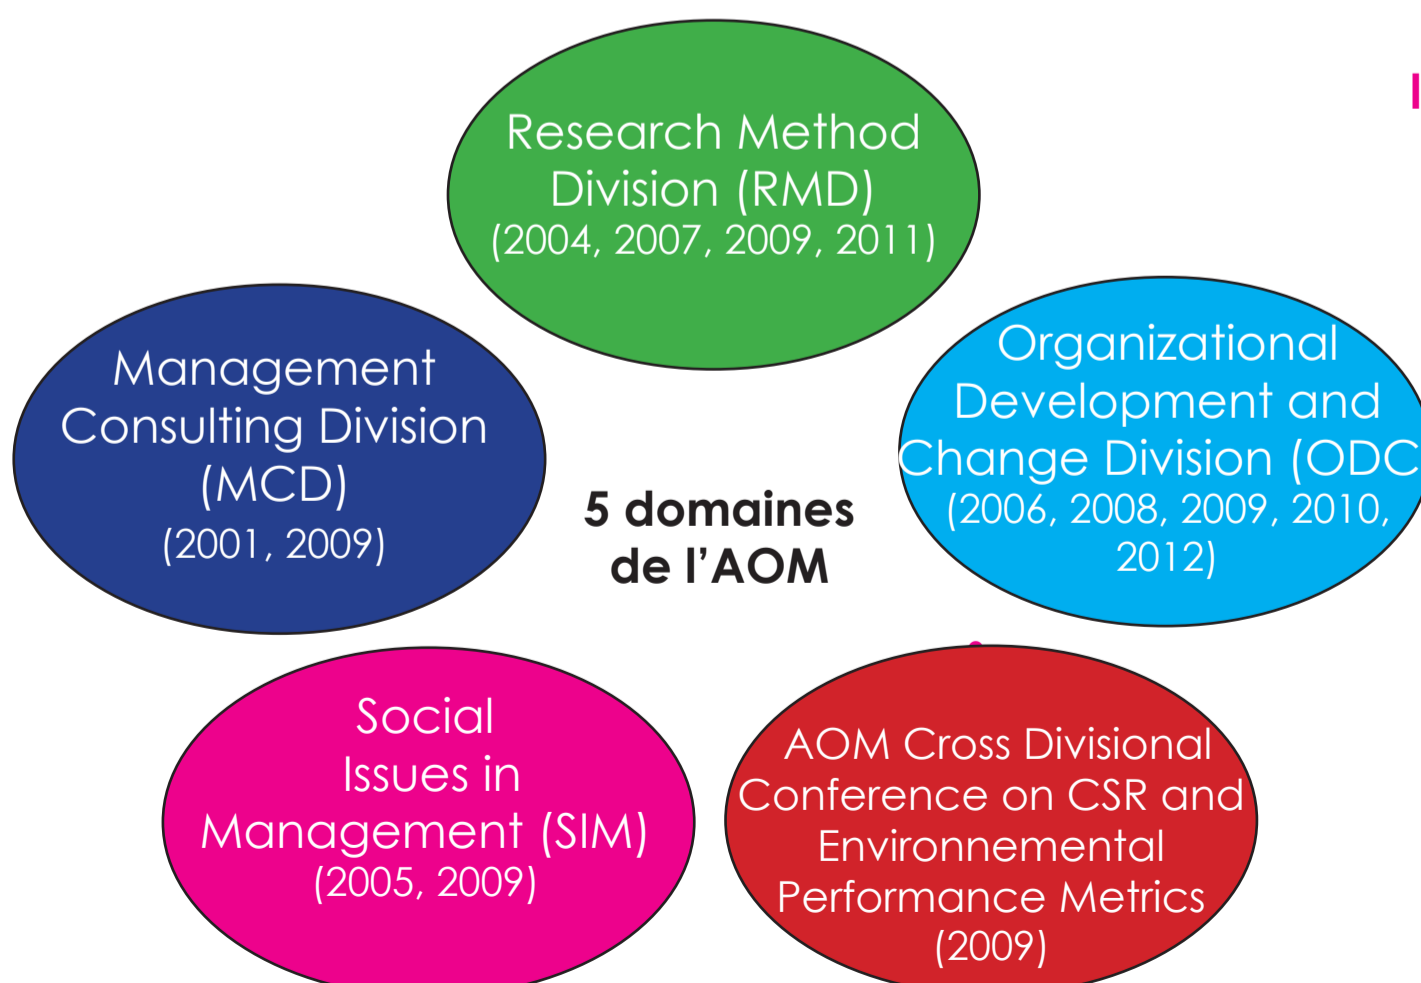 Research Method
Division (RMD)
(2004, 2007, 2009, 2011)
Management
Consulting Division
(MCD)
(2001, 2009)
5 domaines
de l'AOM
Organizational
Development and
Change Division (ODC
(2006, 2008, 2009, 2010,
2012)
Social
Issues in
Management (SIM)
(2005, 2009)
AOM Cross Divisional
Conference on CSR and
Environnemental
Performance Metrics
(2009)